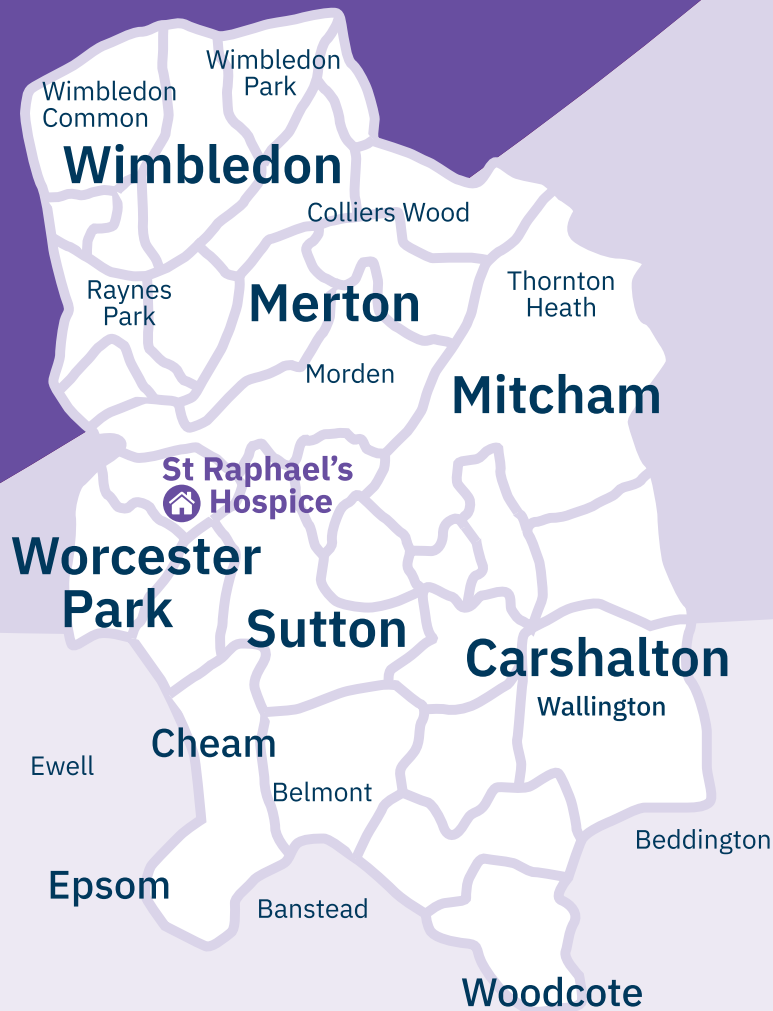 Wimbledon
Park
Wimbledon
Common
Wimbledon
Colliers Wood
Raynes
Park
Merton
Thornton
Heath
Morden
Mitcham
St Raphael’s
Hospice
Worcester
Park
Sutton
Carshalton
Wallington
Cheam
Ewell
Belmont
Beddington
Epsom
Banstead
Woodcote